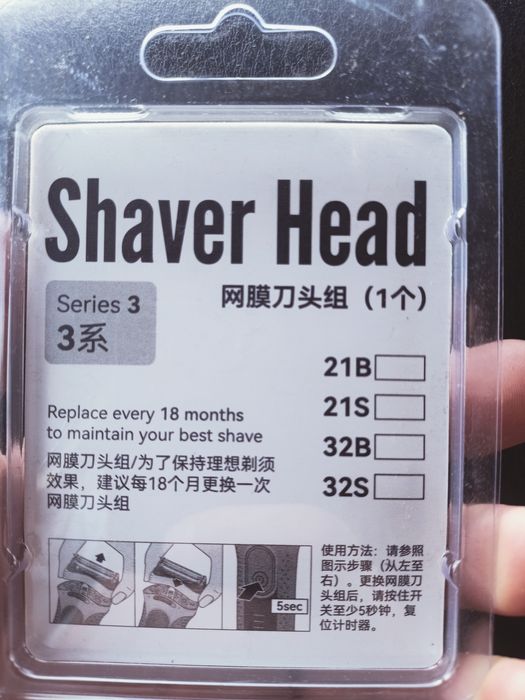 Shaver Head
Series 3
3系
网膜刀头组（1个）
21B
21S
32B
32S
Replace every 18 months
to maintain your best shave
网膜刀头组/为了保持理想剃须
效果，建议每18个月更换一次
网膜刀头组
5sec
使用方法：请参照
图示步骤（从左至
右）。更换网膜刀
头组后，请按住开
关至少5秒钟，复
位计时器。